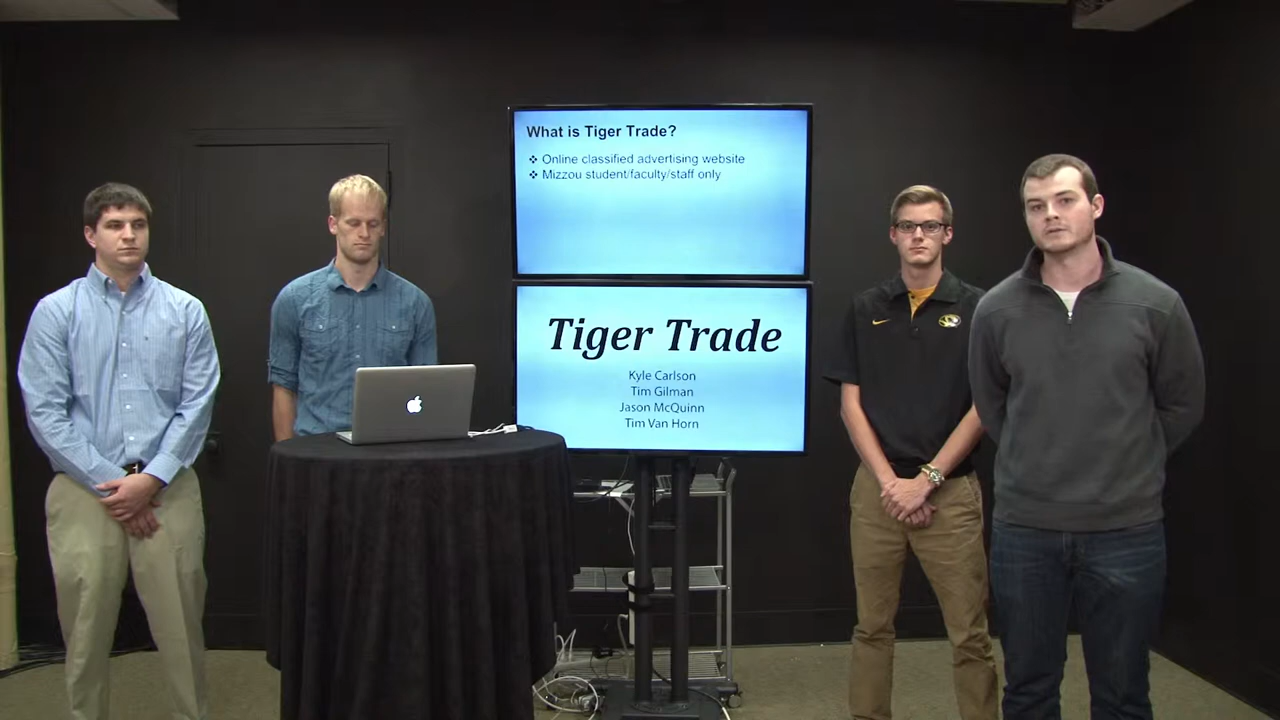 What is Tiger Trade?
❖ Online classified advertising website
❖ Mizzou student/faculty/staff only
Tiger Trade
Kyle Carlson
Tim Gilman
Jason McQuinn
Tim Van Horn